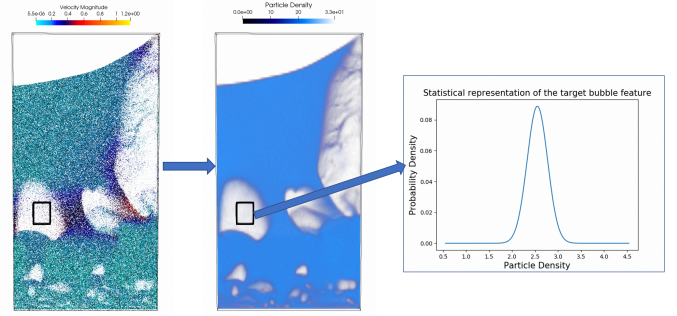 Velocity Magnitude
5.5e-06 0.2 0.4 0.6 0.8 1 1.2e+00
Particle Density
0.0e+00 10 20 3.3e+01
Statistical representation of the target bubble feature
Probability Density
0.08
0.06
0.04
0.02
0.00
0.5 1.0 1.5 2.0 2.5 3.0 3.5 4.0 4.5
Particle Density